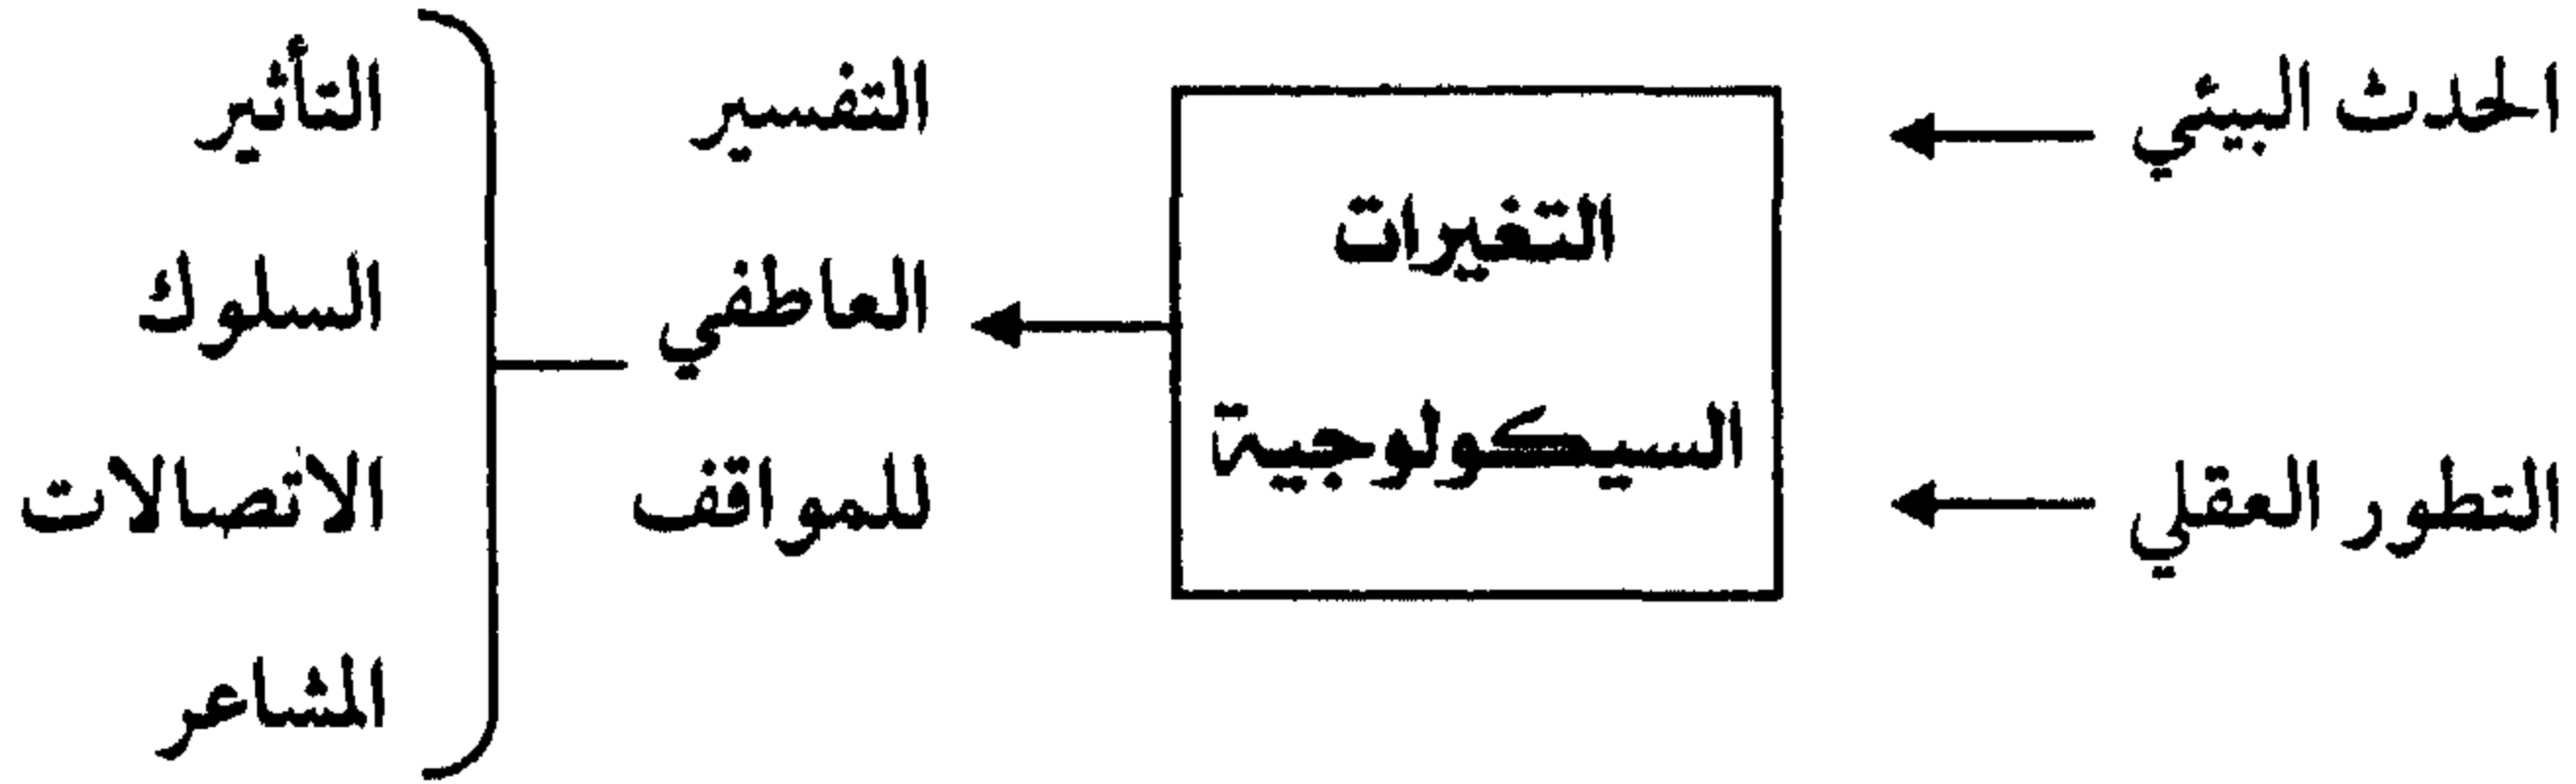 الحدث البيئي
التطور العقلي
التغيرات
السيكولوجية
التفسير
العاطفي
للمواقف
التأثير
السلوك
الاتصالات
المشاعر